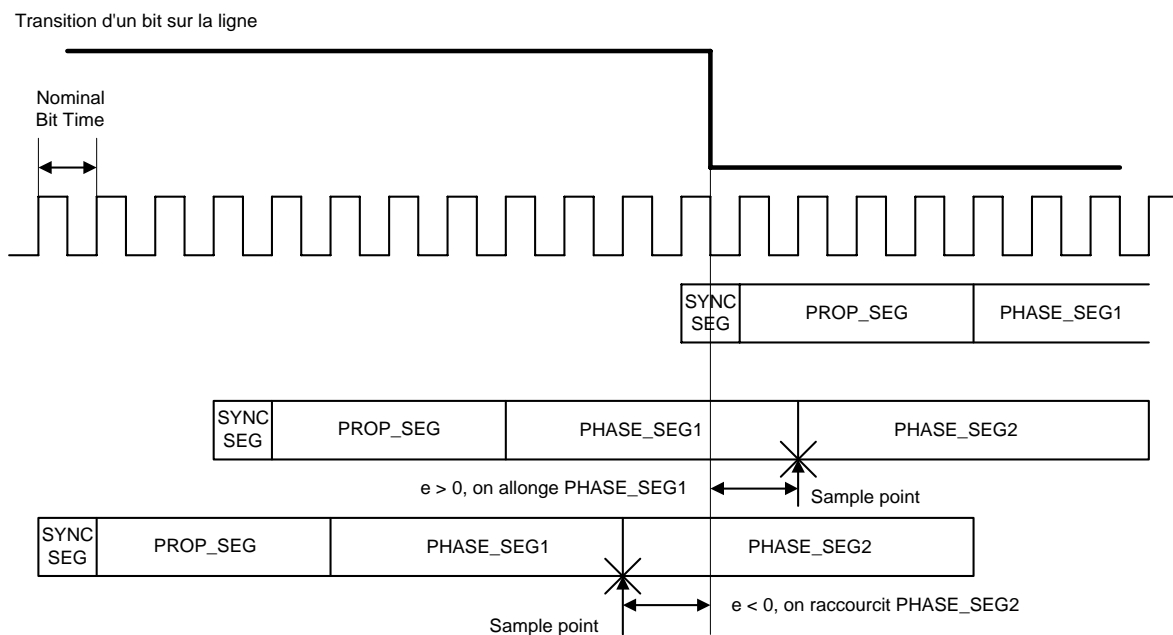 Transition d'un bit sur la ligne
Nominal
Bit Time
SYNC
SEG
PROP_SEG
PHASE_SEG1
SYNC
SEG
PROP_SEG
PHASE_SEG1
PHASE_SEG2
e > 0, on allonge PHASE_SEG1
Sample point
SYNC
SEG
PROP_SEG
PHASE_SEG1
PHASE_SEG2
e < 0, on raccourcit PHASE_SEG2
Sample point